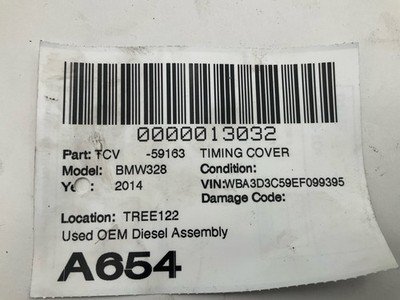 0000013032
Part: TCV -59163 TIMING COVER
Model: BMW328 Condition:
2014 VIN:WBA3D3C59EF099395
Damage Code:
Location: TREE122
Used OEM Diesel Assembly
A654